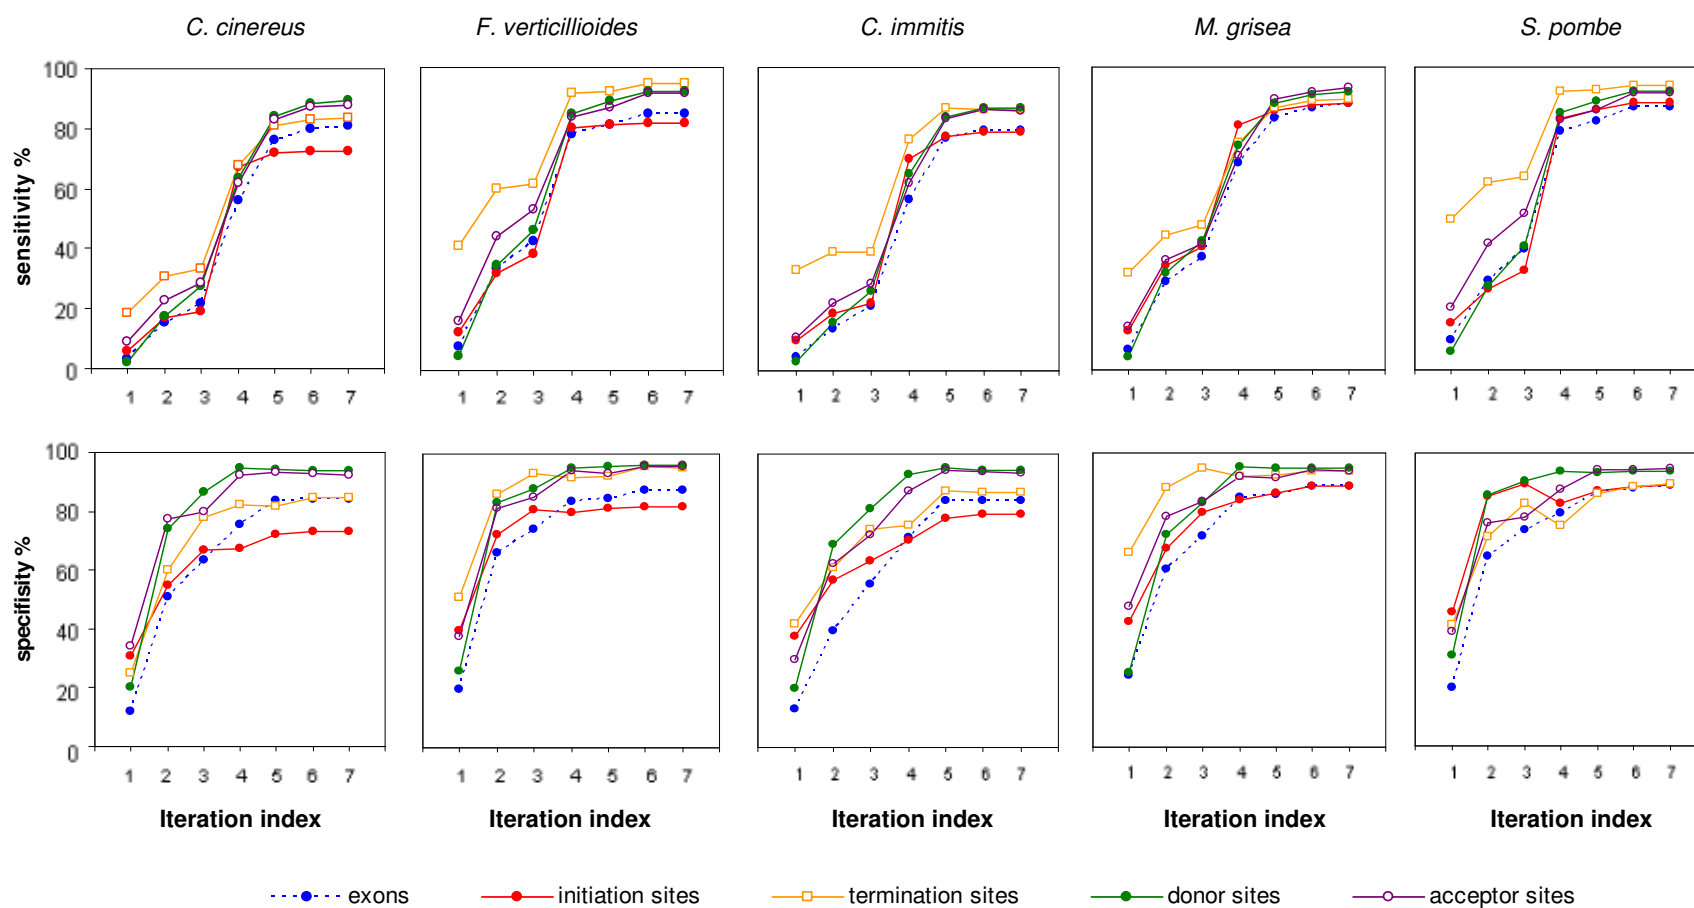 C. cinereus F. verticillioides C. immitis M. grisea S. pombe
sensitivity %
100
80
60
40
20
0
1 2 3 4 5 6 7 1 2 3 4 5 6 7 1 2 3 4 5 6 7 1 2 3 4 5 6 7 1 2 3 4 5 6 7
specifisity %
100
80
60
40
20
0
1 2 3 4 5 6 7 1 2 3 4 5 6 7 1 2 3 4 5 6 7 1 2 3 4 5 6 7 1 2 3 4 5 6 7
Iteration index Iteration index Iteration index Iteration index Iteration index
exons initiation sites termination sites donor sites acceptor sites